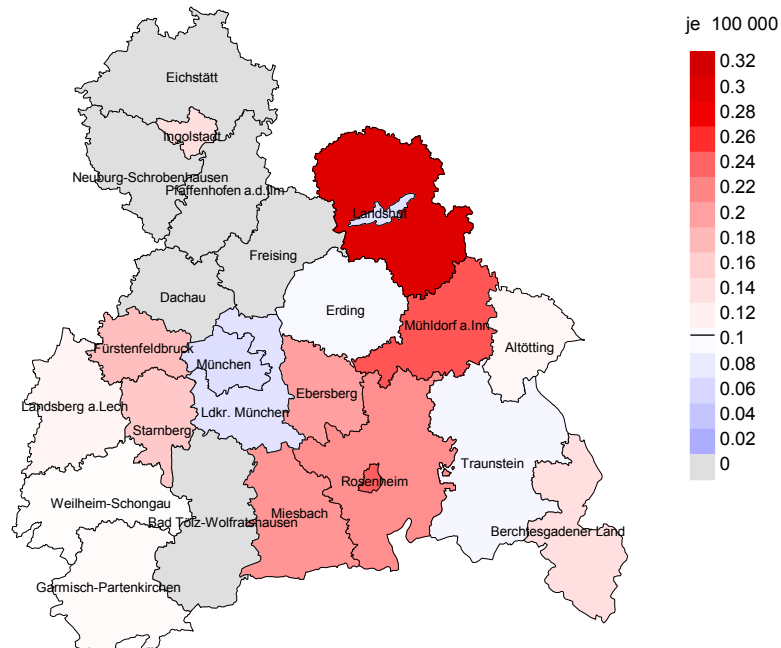 je 100 000
0.32
0.3
0.28
0.26
0.24
0.22
0.2
0.18
0.16
0.14
0.12
0.1
0.08
0.06
0.04
0.02
0
Eichstätt
Ingolstadt
Neuburg-Schrobenhausen
Pfaffenhofen a.d.Ilm
Landshut
Freising
Dachau
Erding
Mühldorf a.Inn
Altötting
Fürstenfeldbruck
München
Ebersberg
Landsberg a.Lech
Ldkr. München
Starnberg
Traunstein
Rosenheim
Weilheim-Schongau
Miesbach
Bad Tölz-Wolfratshausen
Berchtesgadener Land
Garmisch-Partenkirchen